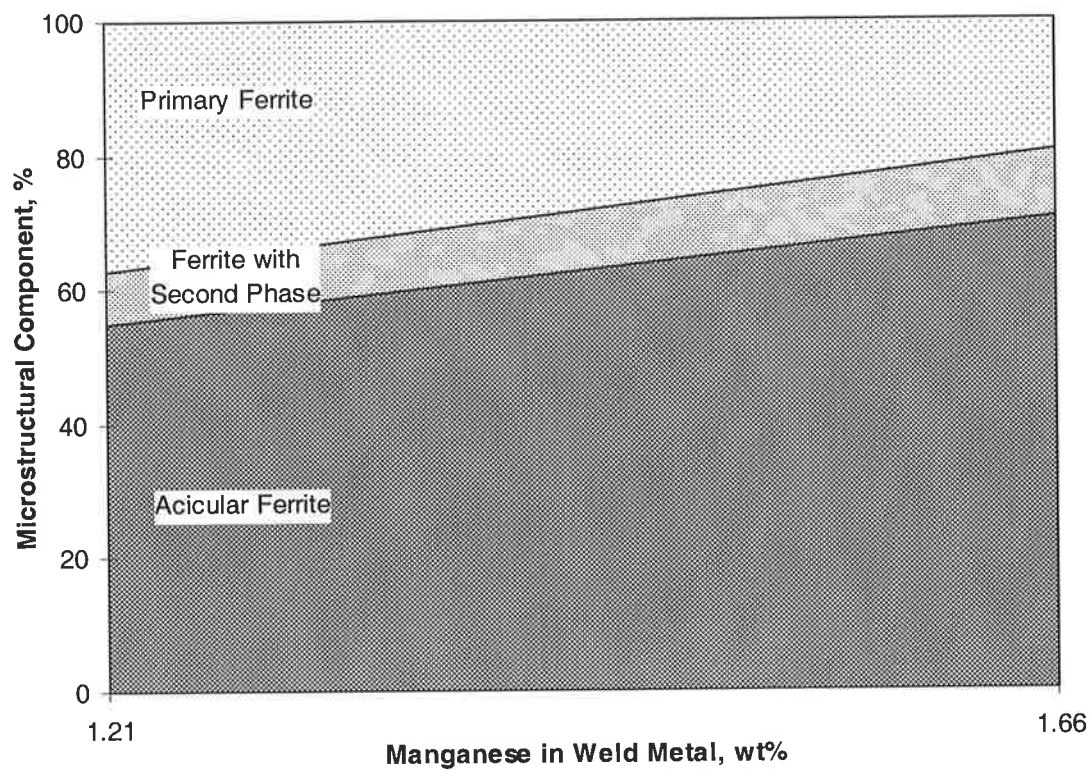 100
80
60
40
20
0
Microstructural Component, %
Primary Ferrite
Ferrite with
Second Phase
Acicular Ferrite
1.21
1.66
Manganese in Weld Metal, wt%